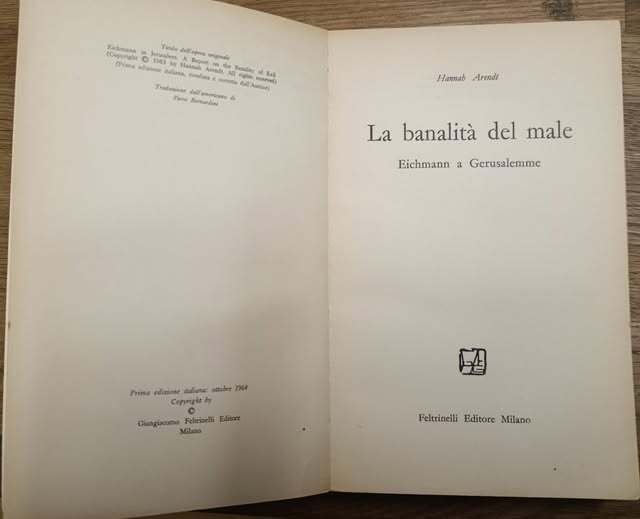 Titolo dell'opera originale
Eichmann in Jerusalem. A Report on the Banality of Evil
(Copyright © 1963 by Hannah Arendt. All rights reserved)
(Prima edizione italiana, riveduta e corretta dall'Autrice)
Traduzione dall'americano di
Piero Bernardini
Prima edizione italiana: ottobre 1964
Copyright by
©
Giangiacomo Feltrinelli Editore
Milano
Hannah Arendt
La banalità del male
Eichmann a Gerusalemme
Feltrinelli Editore Milano